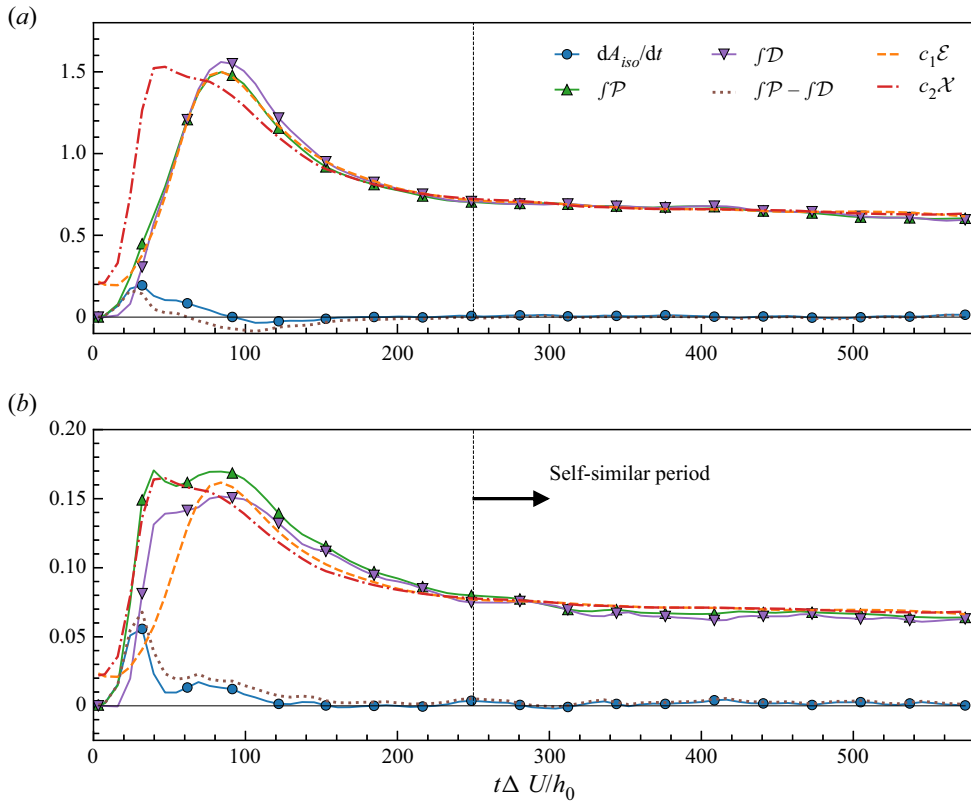 (a)
1.5
1.0
0.5
0
dA_iso/dt
∫P
∫D
∫P − ∫D
c₁ℰ
c₂𝒳
0 100 200 300 400 500
(b)
0.20
0.15
0.10
0.05
0
Self-similar period
0 100 200 300 400 500
tΔ U/h₀